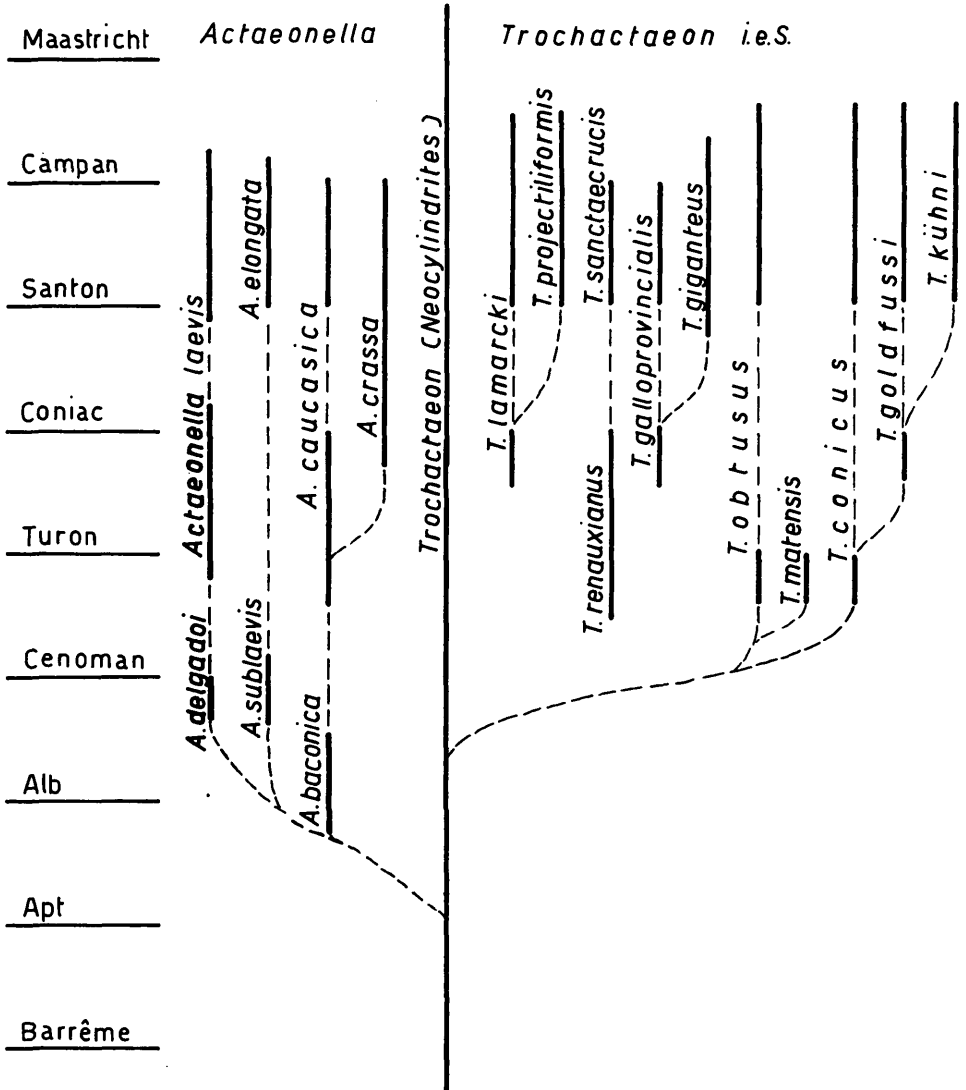 Maastricht
Actaeonella
Trochactaeon i.e.S.
Campan
Santon
Coniac
Turon
Cenoman
Alb
Apt
Barrême
A.delgadoi
Actaeonella laevis
A.sublaevis
A.elongata
A.baconica
A. caucasica
A.crassa
Trochactaeon (Neocylindrites)
T.lamarcki
T.projectiliformis
T.renauxianus
T.sanctaecrucis
T.galloprovincialis
T.giganteus
T.obtusus
T.matensis
T.conicus
T.goldfussi
T.kühni